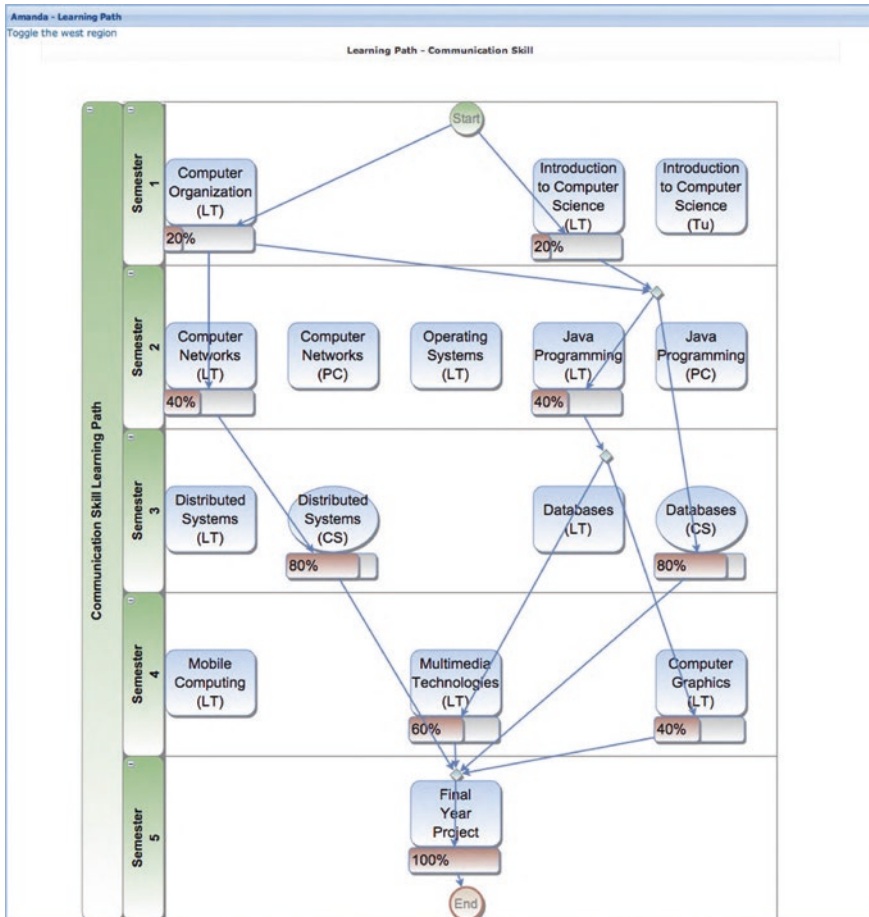 Amanda - Learning Path
Toggle the west region
Learning Path - Communication Skill
Communication Skill Learning Path
Semester
1
Start
Computer
Organization
(LT)
20%
Introduction
to Computer
Science
(LT)
20%
Introduction
to Computer
Science
(Tu)
Semester
2
Computer
Networks
(LT)
40%
Computer
Networks
(PC)
Operating
Systems
(LT)
Java
Programming
(LT)
40%
Java
Programming
(PC)
Semester
3
Distributed
Systems
(LT)
Distributed
Systems
(CS)
80%
Databases
(LT)
Databases
(CS)
80%
Semester
4
Mobile
Computing
(LT)
Multimedia
Technologies
(LT)
60%
Computer
Graphics
(LT)
40%
Semester
5
Final
Year
Project
100%
End